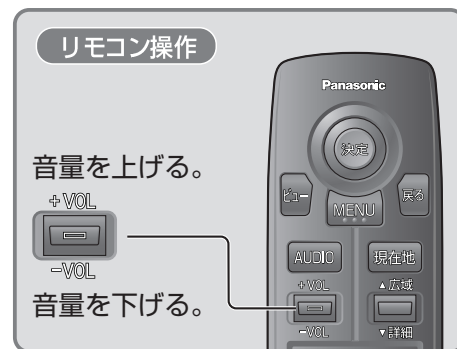 リモコン操作
音量を上げる。
+VOL
−VOL
音量を下げる。
Panasonic
決定
ビュー
MENU
戻る
AUDIO
現在地
+VOL
▲広域
−VOL
▼詳細